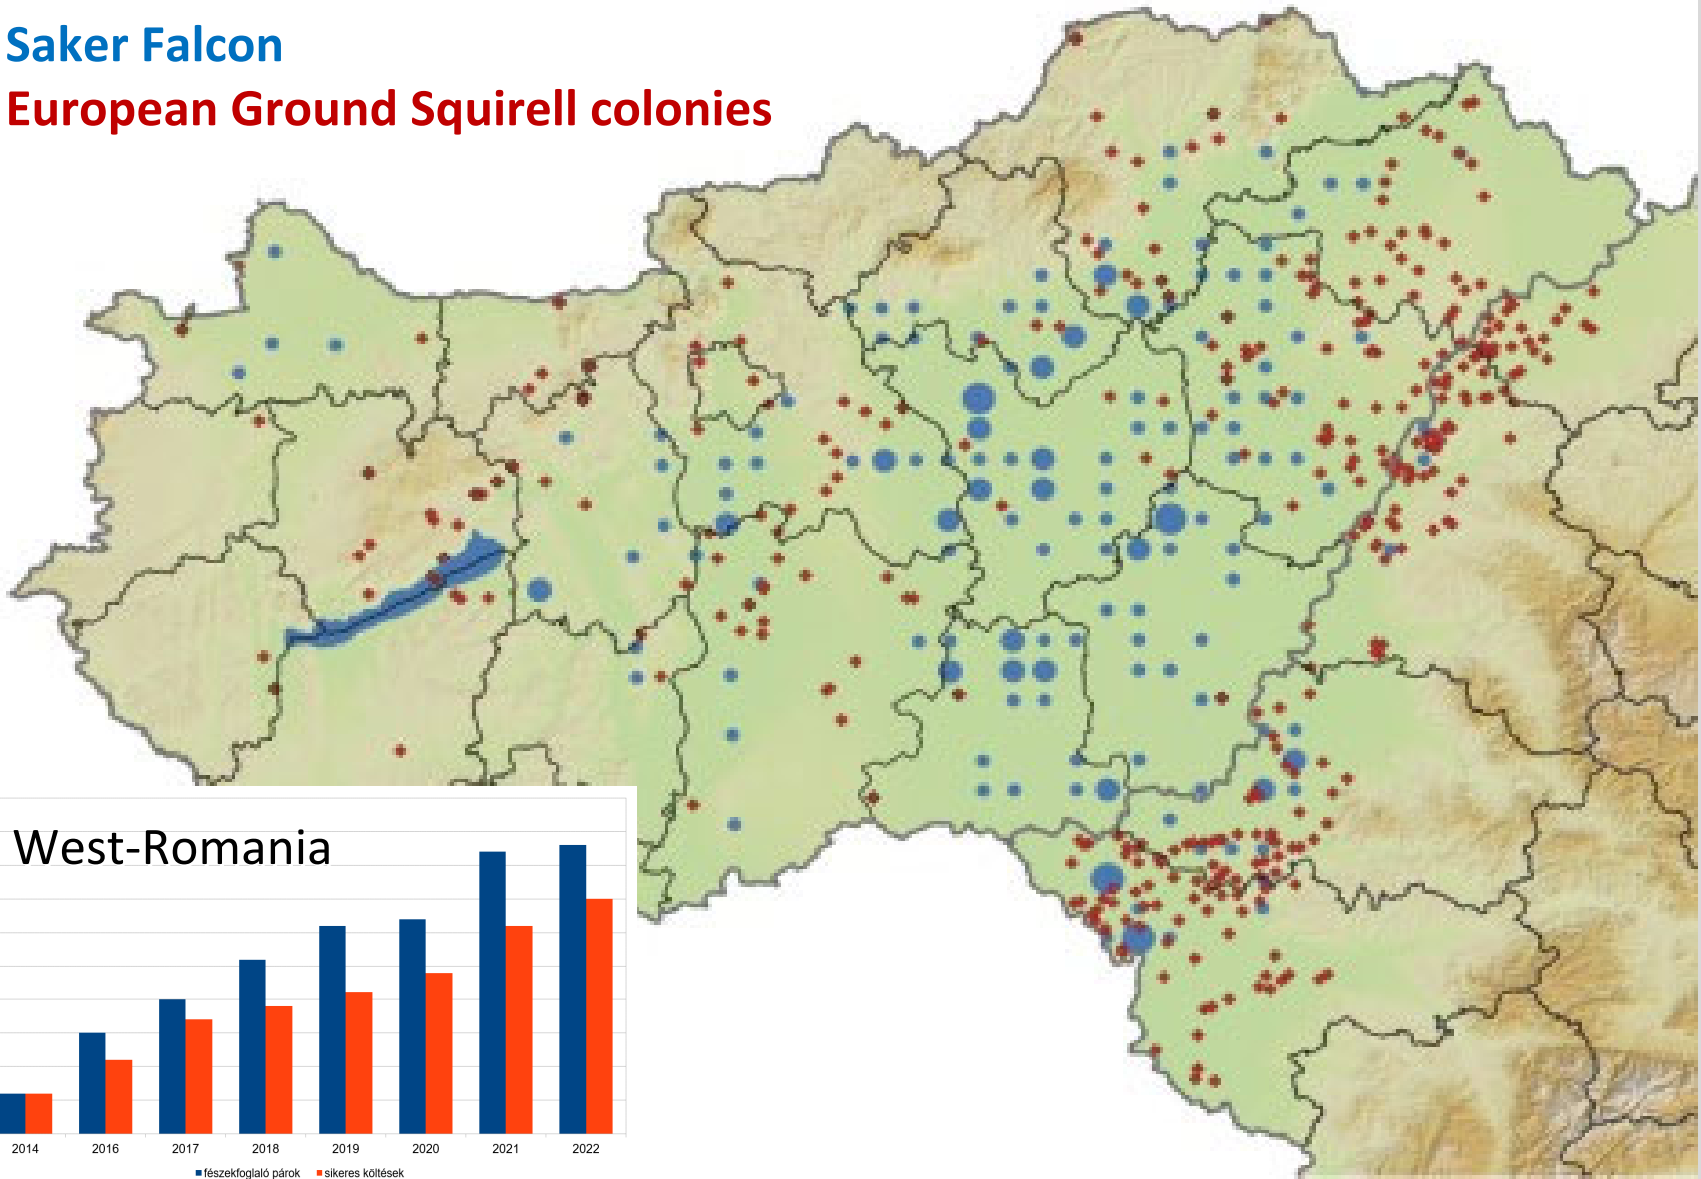 Saker Falcon
European Ground Squirell colonies
West-Romania
2014 2016 2017 2018 2019 2020 2021 2022
fészekfoglaló párok sikeres költések